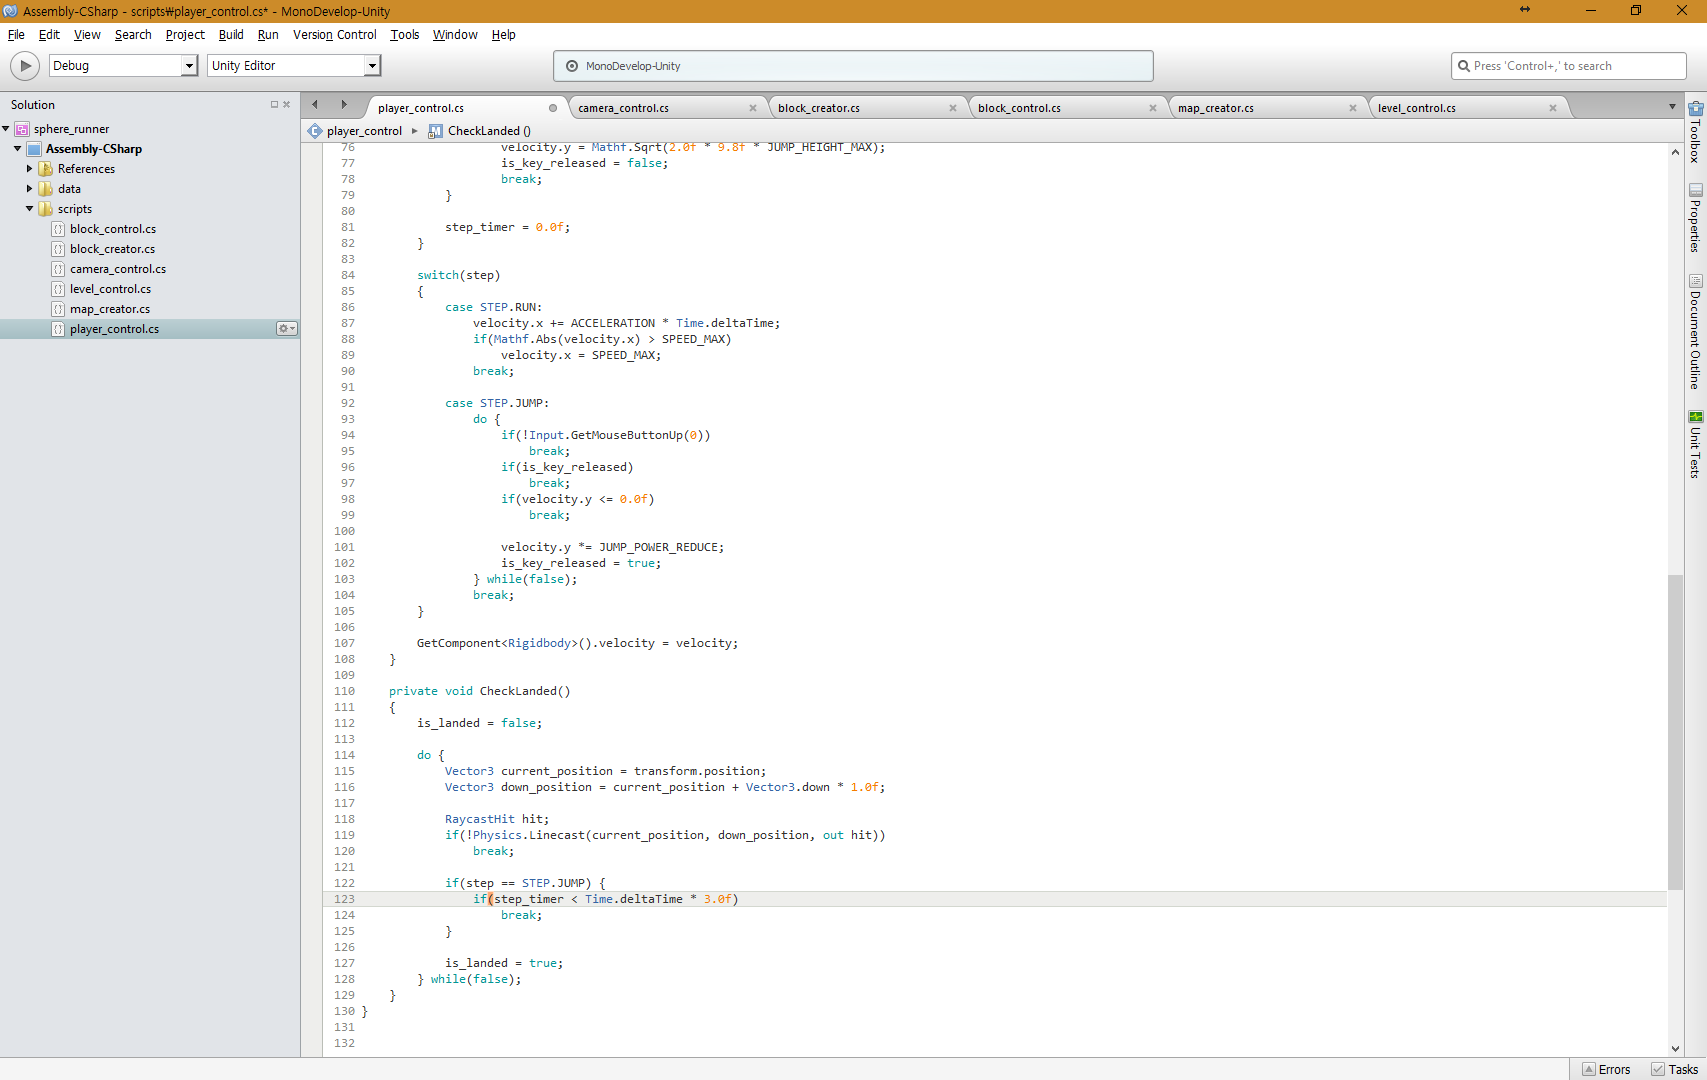 Assembly-CSharp - scripts₩player_control.cs* - MonoDevelop-Unity
File Edit View Search Project Build Run Version Control Tools Window Help
Debug Unity Editor MonoDevelop-Unity Press 'Control+,' to search
Solution
sphere_runner
Assembly-CSharp
References
data
scripts
block_control.cs
block_creator.cs
camera_control.cs
level_control.cs
map_creator.cs
player_control.cs
player_control.cs camera_control.cs block_creator.cs block_control.cs map_creator.cs level_control.cs
player_control CheckLanded ()
76 velocity.y = Mathf.Sqrt(2.0f * 9.8f * JUMP_HEIGHT_MAX);
77 is_key_released = false;
78 break;
79 }
80
81 step_timer = 0.0f;
82 }
83
84 switch(step)
85 {
86 case STEP.RUN:
87 velocity.x += ACCELERATION * Time.deltaTime;
88 if(Mathf.Abs(velocity.x) > SPEED_MAX)
89 velocity.x = SPEED_MAX;
90 break;
91
92 case STEP.JUMP:
93 do {
94 if(!Input.GetMouseButtonUp(0))
95 break;
96 if(is_key_released)
97 break;
98 if(velocity.y <= 0.0f)
99 break;
100
101 velocity.y *= JUMP_POWER_REDUCE;
102 is_key_released = true;
103 } while(false);
104 break;
105 }
106
107 GetComponent<Rigidbody>().velocity = velocity;
108 }
109
110 private void CheckLanded()
111 {
112 is_landed = false;
113
114 do {
115 Vector3 current_position = transform.position;
116 Vector3 down_position = current_position + Vector3.down * 1.0f;
117
118 RaycastHit hit;
119 if(!Physics.Linecast(current_position, down_position, out hit))
120 break;
121
122 if(step == STEP.JUMP) {
123 if(step_timer < Time.deltaTime * 3.0f)
124 break;
125 }
126
127 is_landed = true;
128 } while(false);
129 }
130 }
131
132
Toolbox
Properties
Document Outline
Unit Tests
Errors Tasks